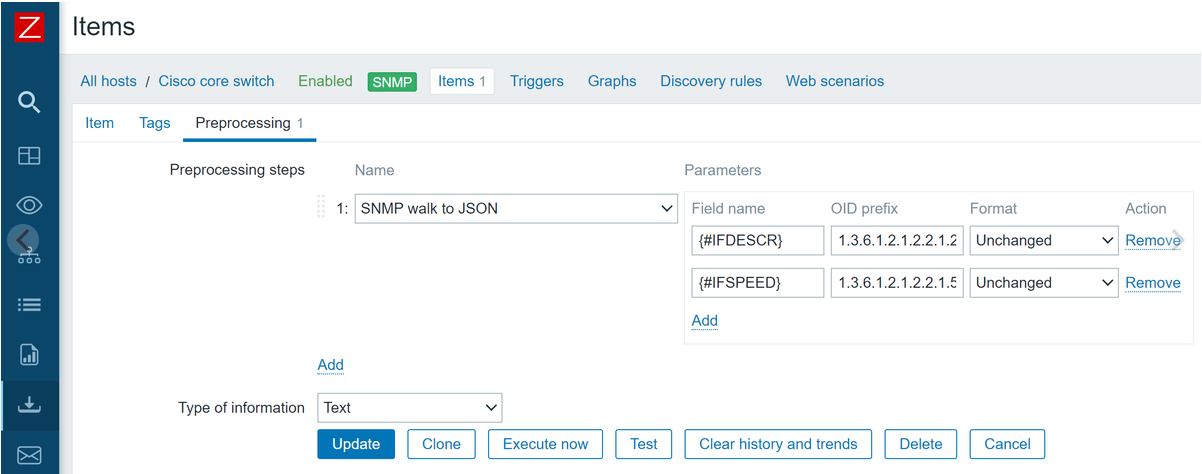 Z
Items
All hosts / Cisco core switch Enabled SNMP Items 1 Triggers Graphs Discovery rules Web scenarios
Item Tags Preprocessing 1
Preprocessing steps Name Parameters
1: SNMP walk to JSON Field name OID prefix Format Action
{#IFDESCR} 1.3.6.1.2.1.2.2.1.2 Unchanged Remove
{#IFSPEED} 1.3.6.1.2.1.2.2.1.5 Unchanged Remove
Add
Add
Type of information Text
Update Clone Execute now Test Clear history and trends Delete Cancel